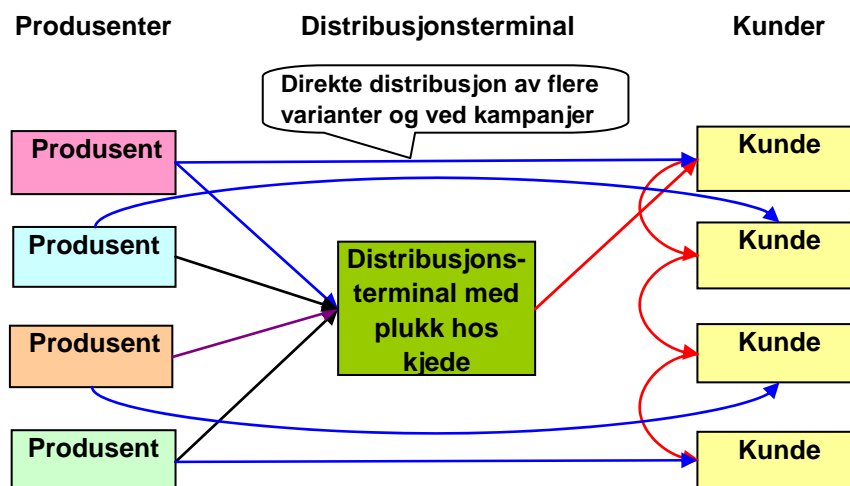 Produsenter
Distribusjonsterminal
Kunder
Direkte distribusjon av flere
varianter og ved kampanjer
Produsent
Kunde
Produsent
Kunde
Distribusjons-
terminal med
plukk hos
kjede
Produsent
Kunde
Produsent
Kunde